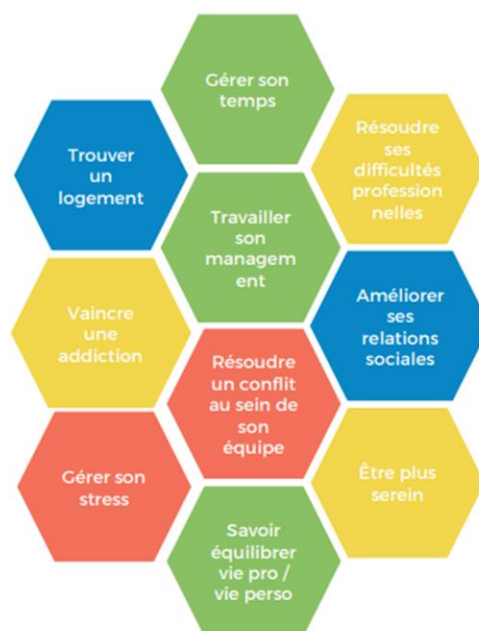 Gérer son
temps
Trouver
un
logement
Résoudre
ses
difficultés
profession
nelles
Travailler
son
managem
ent
Vaincre
une
addiction
Améliorer
ses
relations
sociales
Résoudre
un conflit
au sein de
son
équipe
Gérer son
stress
Être plus
serein
Savoir
équilibrer
vie pro /
vie perso